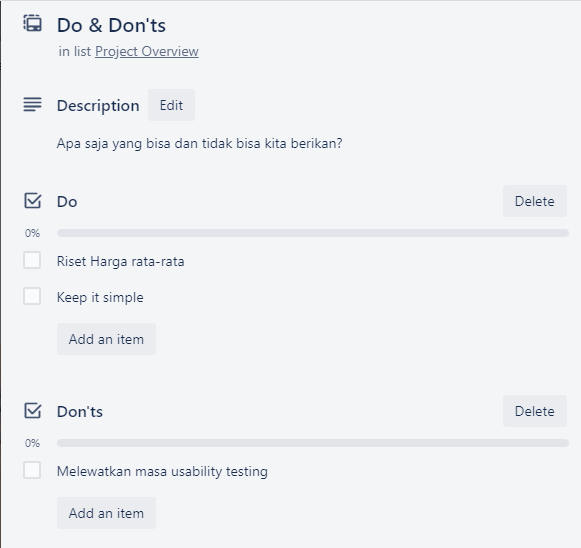 Do & Don'ts
in list Project Overview
Description Edit
Apa saja yang bisa dan tidak bisa kita berikan?
Do Delete
0%
Riset Harga rata-rata
Keep it simple
Add an item
Don'ts Delete
0%
Melewatkan masa usability testing
Add an item